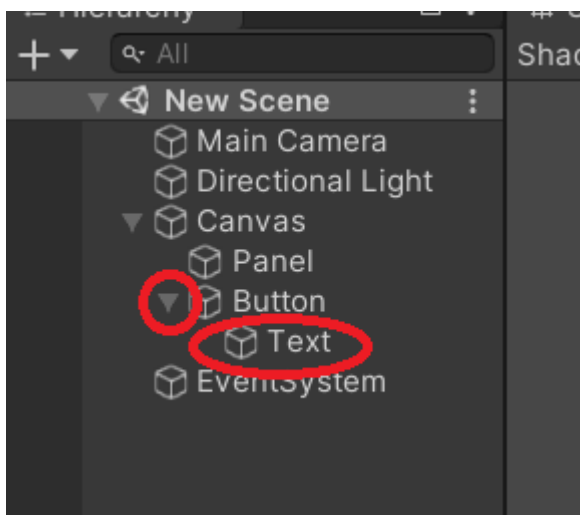 Hierarchy
All
Shad
New Scene
Main Camera
Directional Light
Canvas
Panel
Button
Text
EventSystem